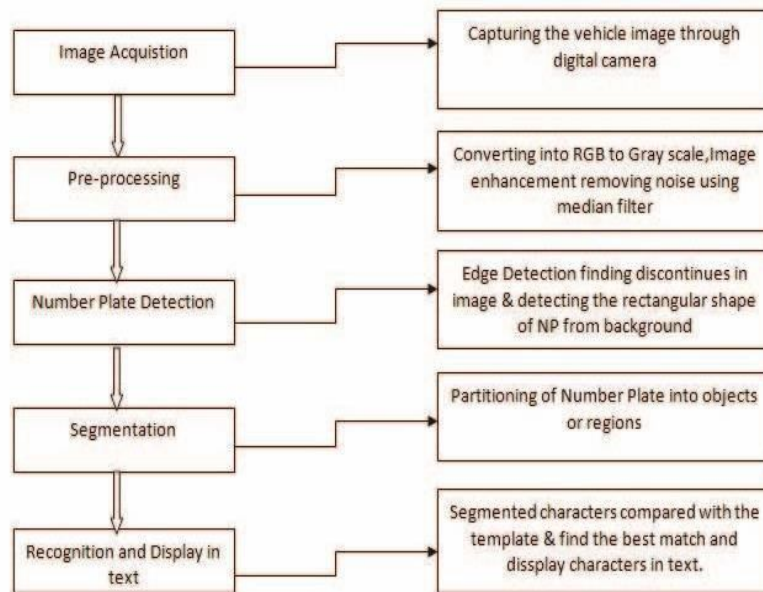 Image Acquistion
Capturing the vehicle image through
digital camera
Pre-processing
Converting into RGB to Gray scale,Image
enhancement removing noise using
median filter
Number Plate Detection
Edge Detection finding discontinues in
image & detecting the rectangular shape
of NP from background
Segmentation
Partitioning of Number Plate into objects
or regions
Recognition and Display in
text
Segmented characters compared with the
template & find the best match and
dissplay characters in text.